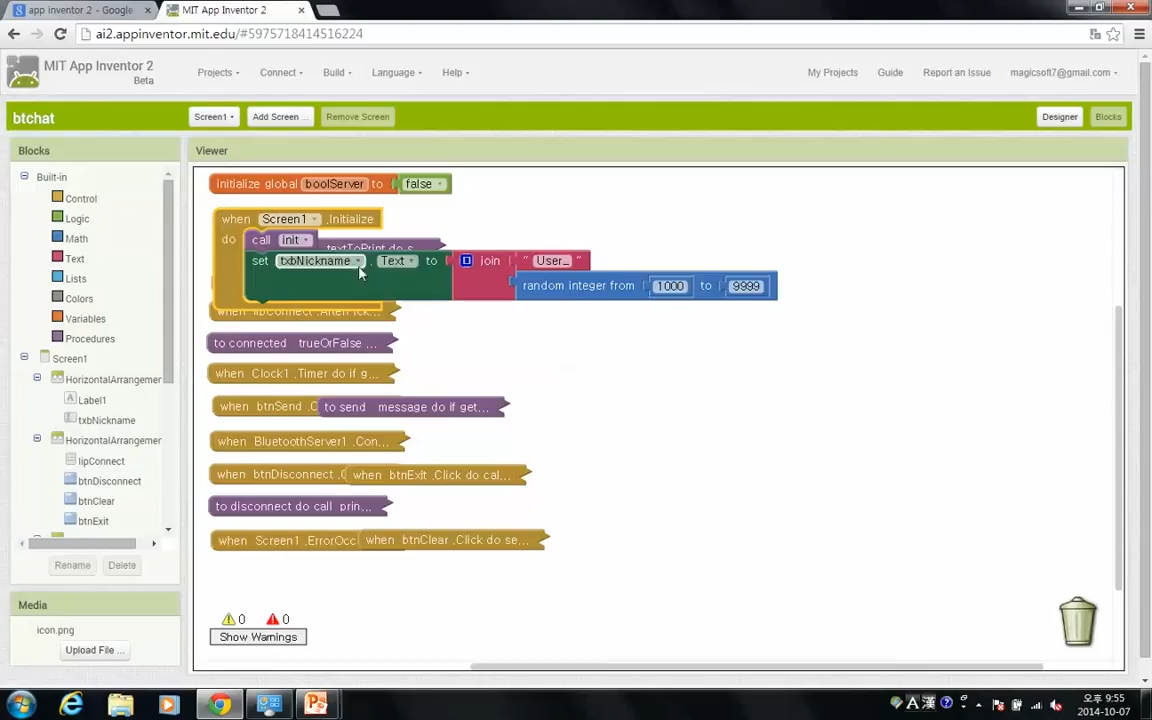 app inventor 2 - Google
MIT App Inventor 2
ai2.appinventor.mit.edu/#5975718414516224
MIT App Inventor 2
Beta
Projects
Connect
Build
Language
Help
My Projects
Guide
Report an Issue
magicsoft7@gmail.com
btchat
Screen1
Add Screen ...
Remove Screen
Designer
Blocks
Blocks
Viewer
Built-in
Control
Logic
Math
Text
Lists
Colors
Variables
Procedures
Screen1
HorizontalArrangemer
Label1
txbNickname
HorizontalArrangemer
lipConnect
btnDisconnect
btnClear
btnExit
Rename
Delete
Media
icon.png
Upload File ...
initialize global boolServer to false
when Screen1 .Initialize
do call init
textToPrint do s
set txbNickname . Text to join " User_ "
random integer from 1000 to 9999
to connected trueOrFalse ...
when Clock1 .Timer do if g...
when btnSend .C to send message do if get...
when BluetoothServer1 .Con...
when btnDisconnect .C when btnExit .Click do cal...
to disconnect do call prin...
when Screen1 .ErrorOcc when btnClear .Click do se...
0 0
Show Warnings
A 漢
오후 9:55
2014-10-07